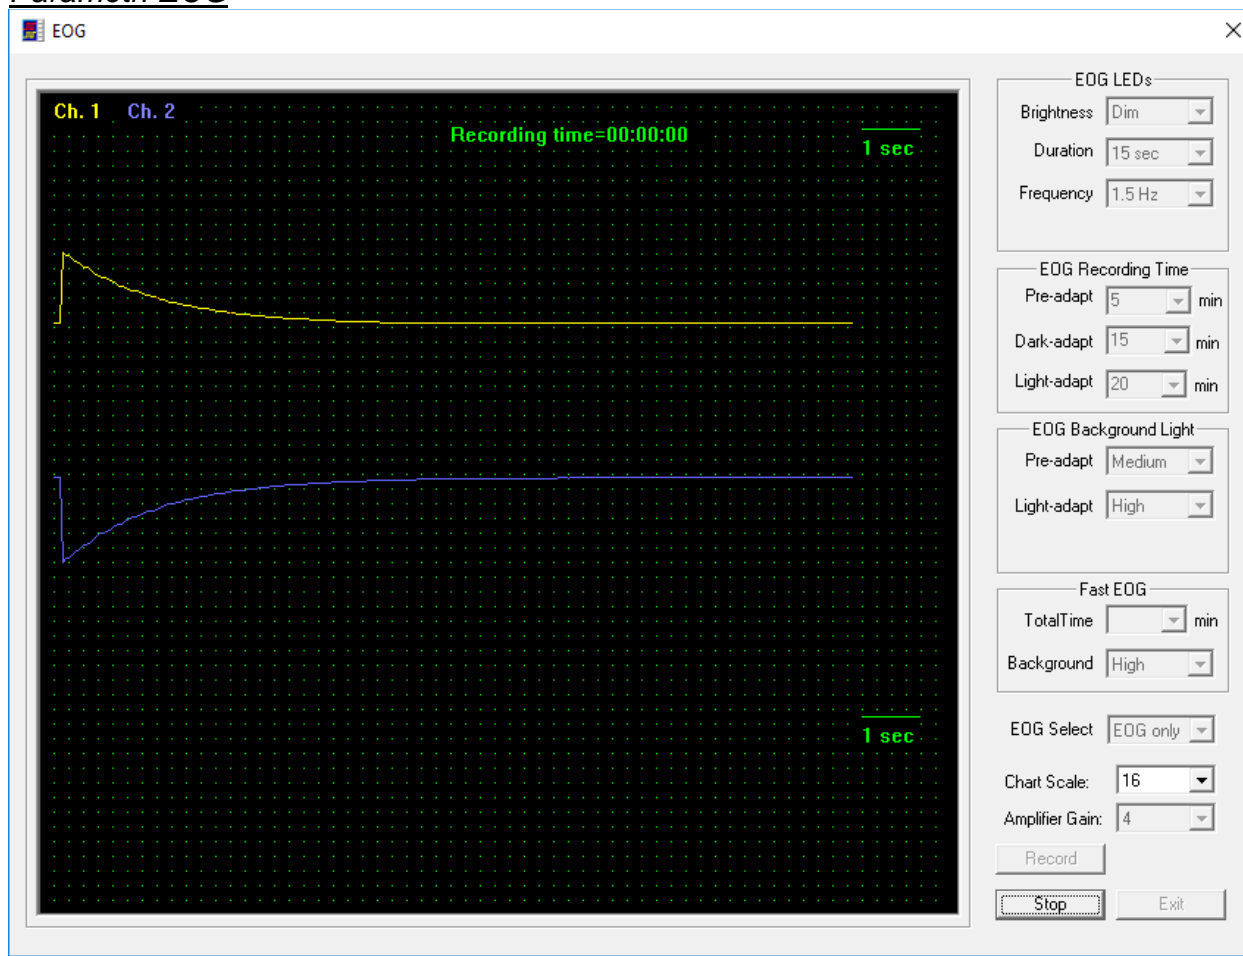 Parametri EOG
EOG
Ch. 1 Ch. 2
Recording time=00:00:00
1 sec
1 sec
EOG LEDs
Brightness Dim
Duration 15 sec
Frequency 1.5 Hz
EOG Recording Time
Pre-adapt 5 min
Dark-adapt 15 min
Light-adapt 20 min
EOG Background Light
Pre-adapt Medium
Light-adapt High
Fast EOG
TotalTime min
Background High
EOG Select EOG only
Chart Scale: 16
Amplifier Gain: 4
Record
Stop Exit